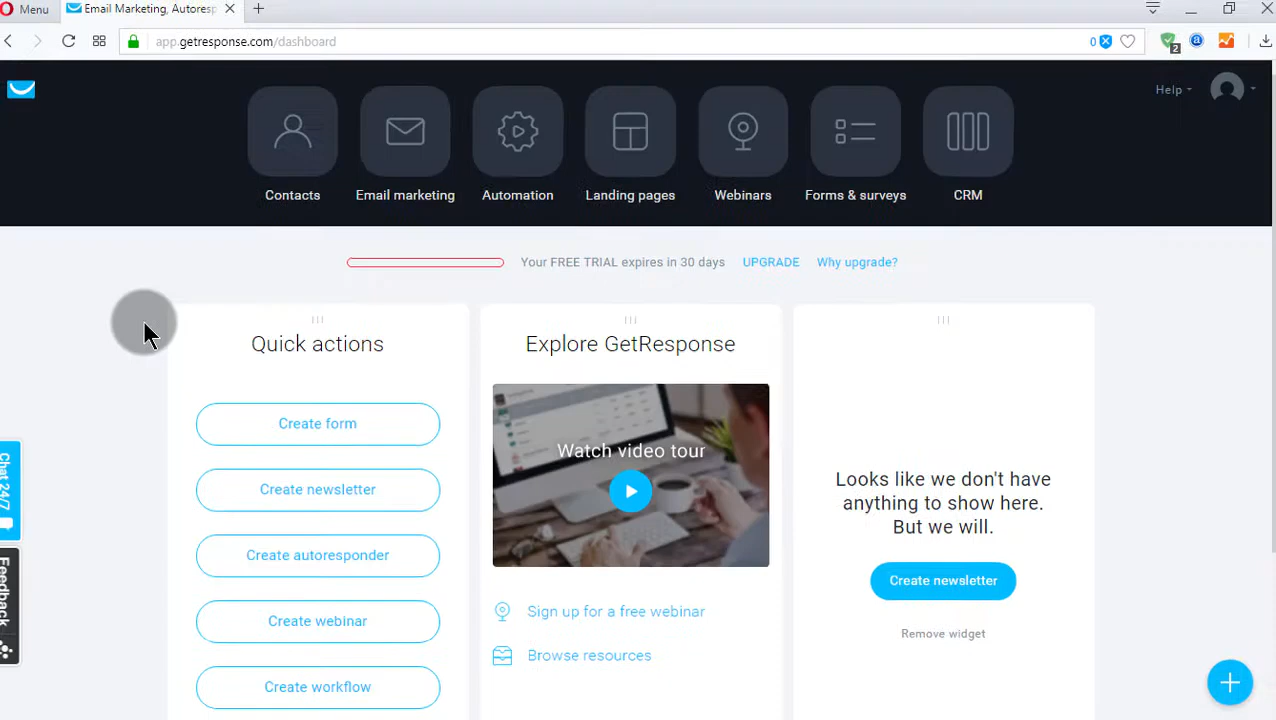 Menu
Email Marketing, Autoresp
app.getresponse.com/dashboard
0
2
Help
Contacts
Email marketing
Automation
Landing pages
Webinars
Forms & surveys
CRM
Your FREE TRIAL expires in 30 days
UPGRADE
Why upgrade?
Quick actions
Create form
Create newsletter
Create autoresponder
Create webinar
Create workflow
Explore GetResponse
Watch video tour
Sign up for a free webinar
Browse resources
Looks like we don't have
anything to show here.
But we will.
Create newsletter
Remove widget
Chat 24/7
Feedback